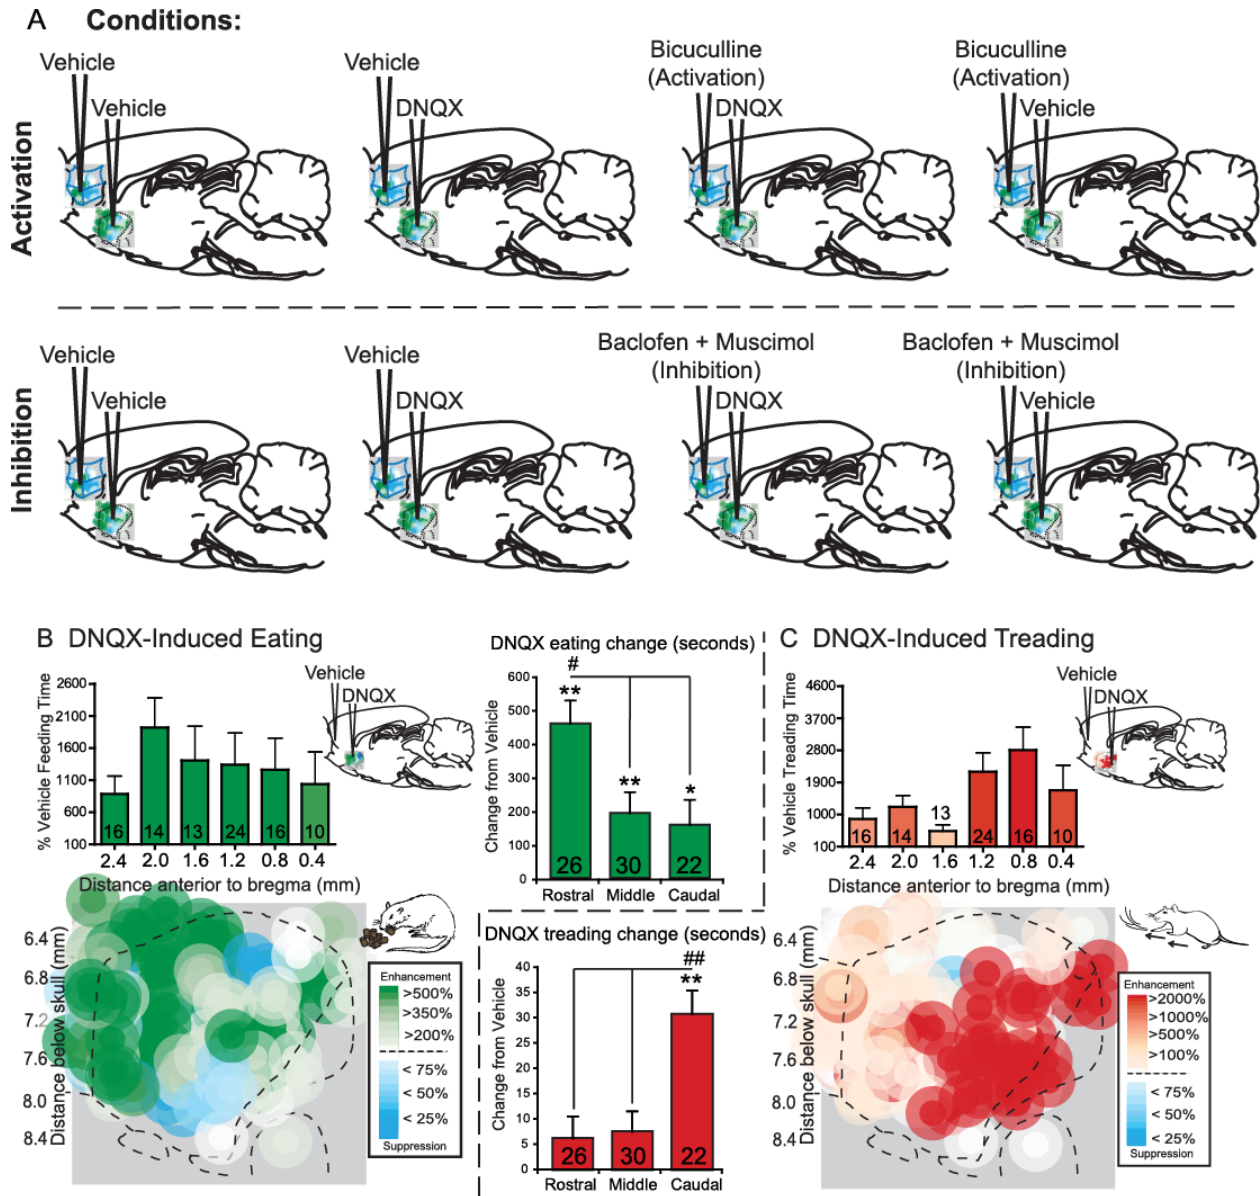 A Conditions:
Activation
Vehicle
Vehicle
Vehicle
DNQX
Bicuculline
(Activation)
DNQX
Bicuculline
(Activation)
Vehicle
Inhibition
Vehicle
Vehicle
Vehicle
DNQX
Baclofen + Muscimol
(Inhibition)
DNQX
Baclofen + Muscimol
(Inhibition)
Vehicle
B DNQX-Induced Eating
% Vehicle Feeding Time
2600
2100
1600
1100
600
100
16 14 13 24 16 10
2.4 2.0 1.6 1.2 0.8 0.4
Distance anterior to bregma (mm)
Vehicle
DNQX
Distance below skull (mm)
6.4
6.8
7.2
7.6
8.0
8.4
Enhancement
>500%
>350%
>200%
< 75%
< 50%
< 25%
Suppression
DNQX eating change (seconds)
Change from Vehicle
600
500
400
300
200
100
0
#
** ** *
26 30 22
Rostral Middle Caudal
DNQX treading change (seconds)
Change from Vehicle
40
35
30
25
20
15
10
5
0
##
**
26 30 22
Rostral Middle Caudal
C DNQX-Induced Treading
% Vehicle Treading Time
4600
3700
2800
1900
1000
100
16 14 13 24 16 10
2.4 2.0 1.6 1.2 0.8 0.4
Distance anterior to bregma (mm)
Vehicle
DNQX
Distance below skull (mm)
6.4
6.8
7.2
7.6
8.0
8.4
Enhancement
>2000%
>1000%
>500%
>100%
< 75%
< 50%
< 25%
Suppression